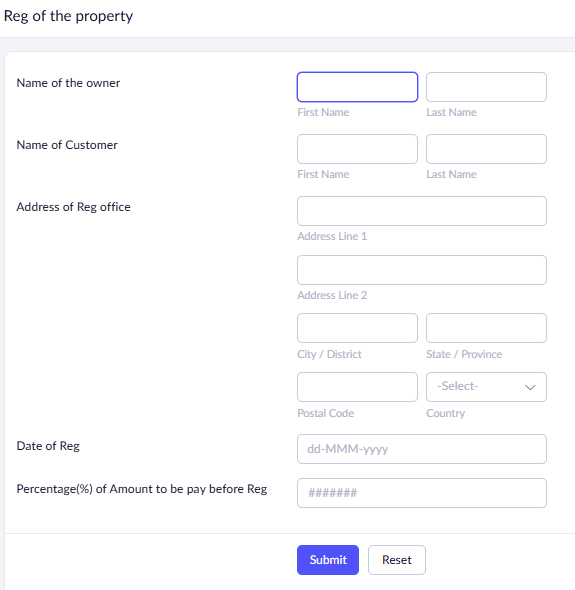 Reg of the property
Name of the owner
First Name Last Name
Name of Customer
First Name Last Name
Address of Reg office
Address Line 1
Address Line 2
City / District State / Province
-Select-
Postal Code Country
Date of Reg dd-MMM-yyyy
Percentage(%) of Amount to be pay before Reg #######
Submit Reset